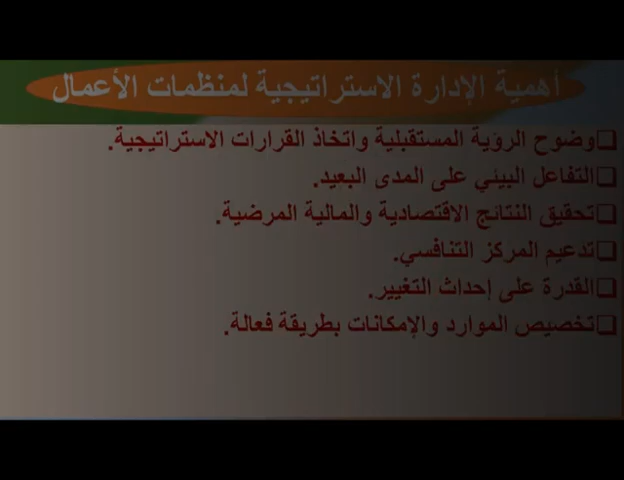 أهمية الإدارة الاستراتيجية لمنظمات الأعمال
❑وضوح الرؤية المستقبلية واتخاذ القرارات الاستراتيجية.
❑التفاعل البيئي على المدى البعيد.
❑تحقيق النتائج الاقتصادية والمالية المرضية.
❑تدعيم المركز التنافسي.
❑القدرة على إحداث التغيير.
❑تخصيص الموارد والإمكانات بطريقة فعالة.